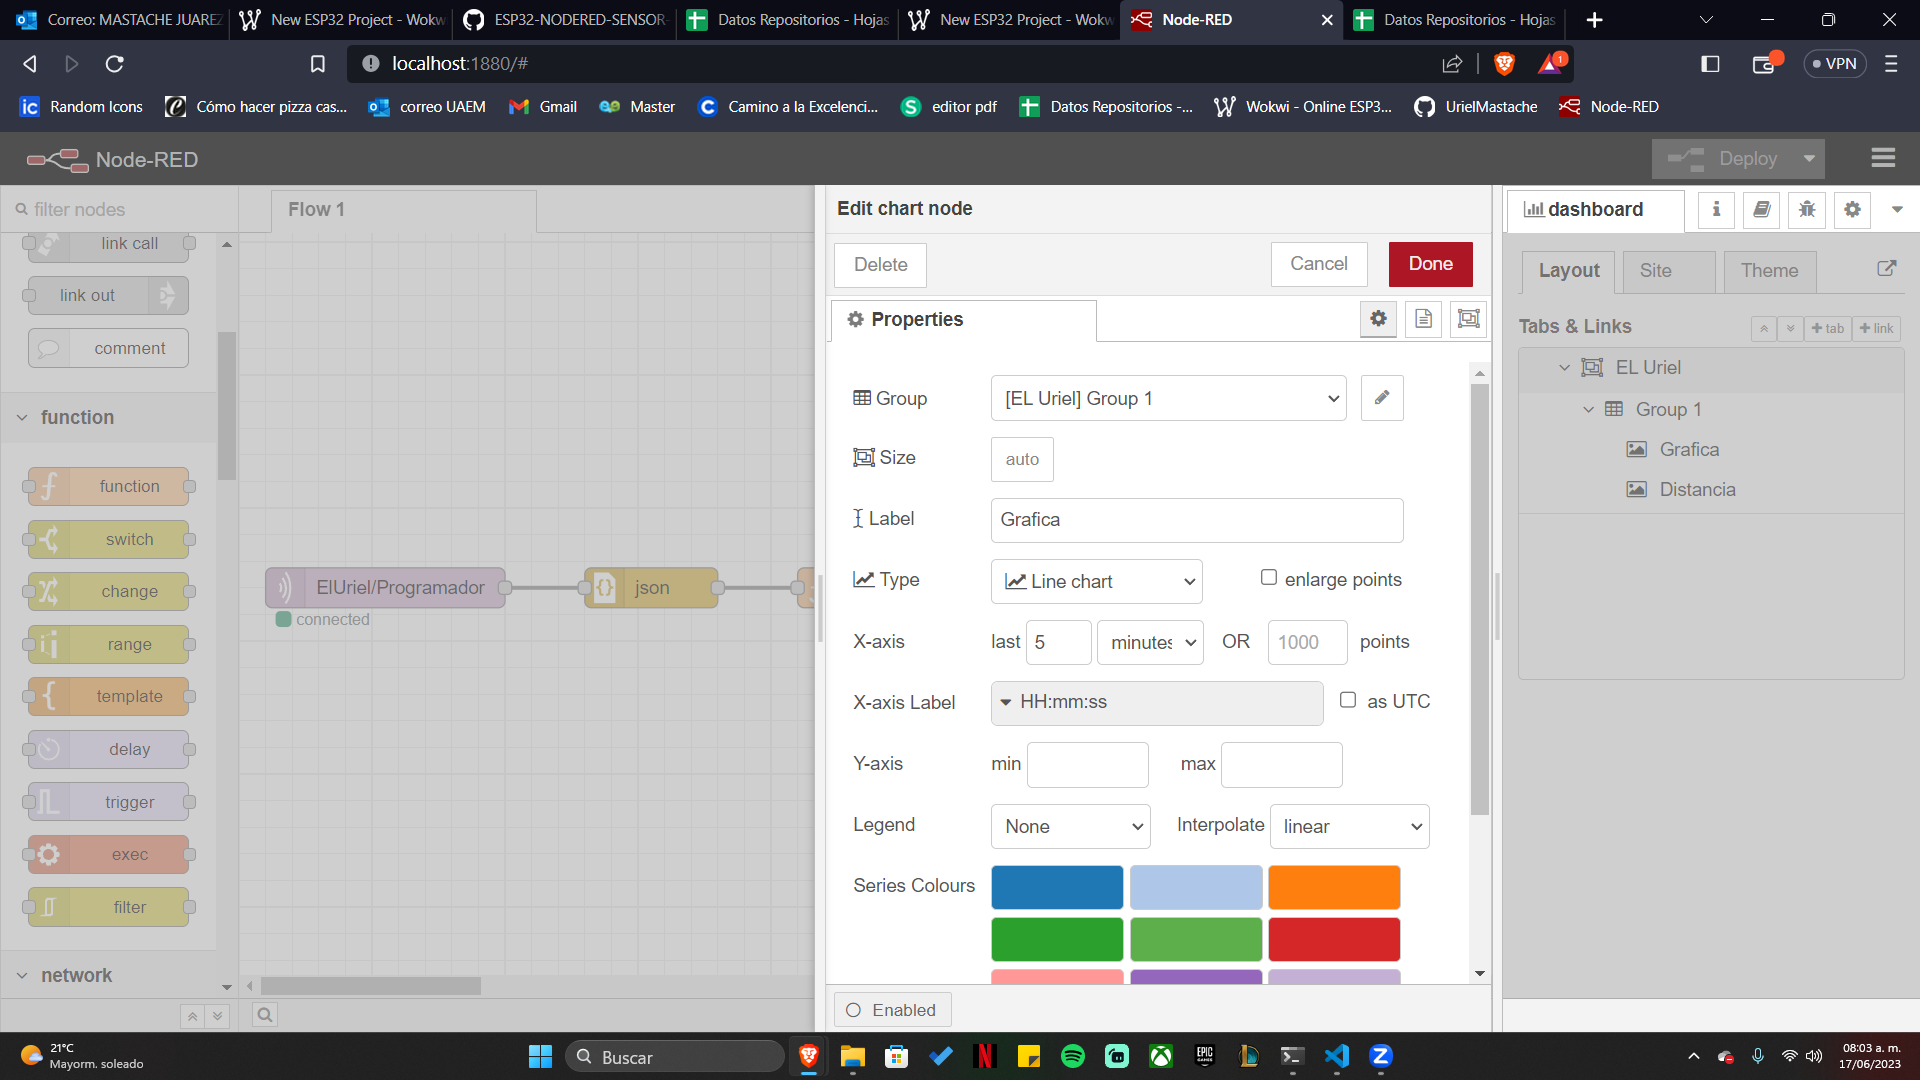 Correo: MASTACHE JUAREZ
New ESP32 Project - Wokw
ESP32-NODERED-SENSOR-
Datos Repositorios - Hojas
New ESP32 Project - Wokw
Node-RED
Datos Repositorios - Hojas
localhost:1880/#
1
VPN
Random Icons
Cómo hacer pizza cas...
correo UAEM
Gmail
Master
Camino a la Excelenci...
editor pdf
Datos Repositorios -...
Wokwi - Online ESP3...
UrielMastache
Node-RED
Node-RED
Deploy
filter nodes
Flow 1
link call
link out
comment
function
function
switch
change
range
template
delay
trigger
exec
filter
network
ElUriel/Programador
connected
json
Edit chart node
Delete
Cancel
Done
Properties
Group
[EL Uriel] Group 1
Size
auto
Label
Grafica
Type
Line chart
enlarge points
X-axis
last
5
minutes
OR
1000
points
X-axis Label
HH:mm:ss
as UTC
Y-axis
min
max
Legend
None
Interpolate
linear
Series Colours
Enabled
dashboard
Layout
Site
Theme
Tabs & Links
tab
link
EL Uriel
Group 1
Grafica
Distancia
21°C
Mayorm. soleado
Buscar
EPIC
08:03 a. m.
17/06/2023